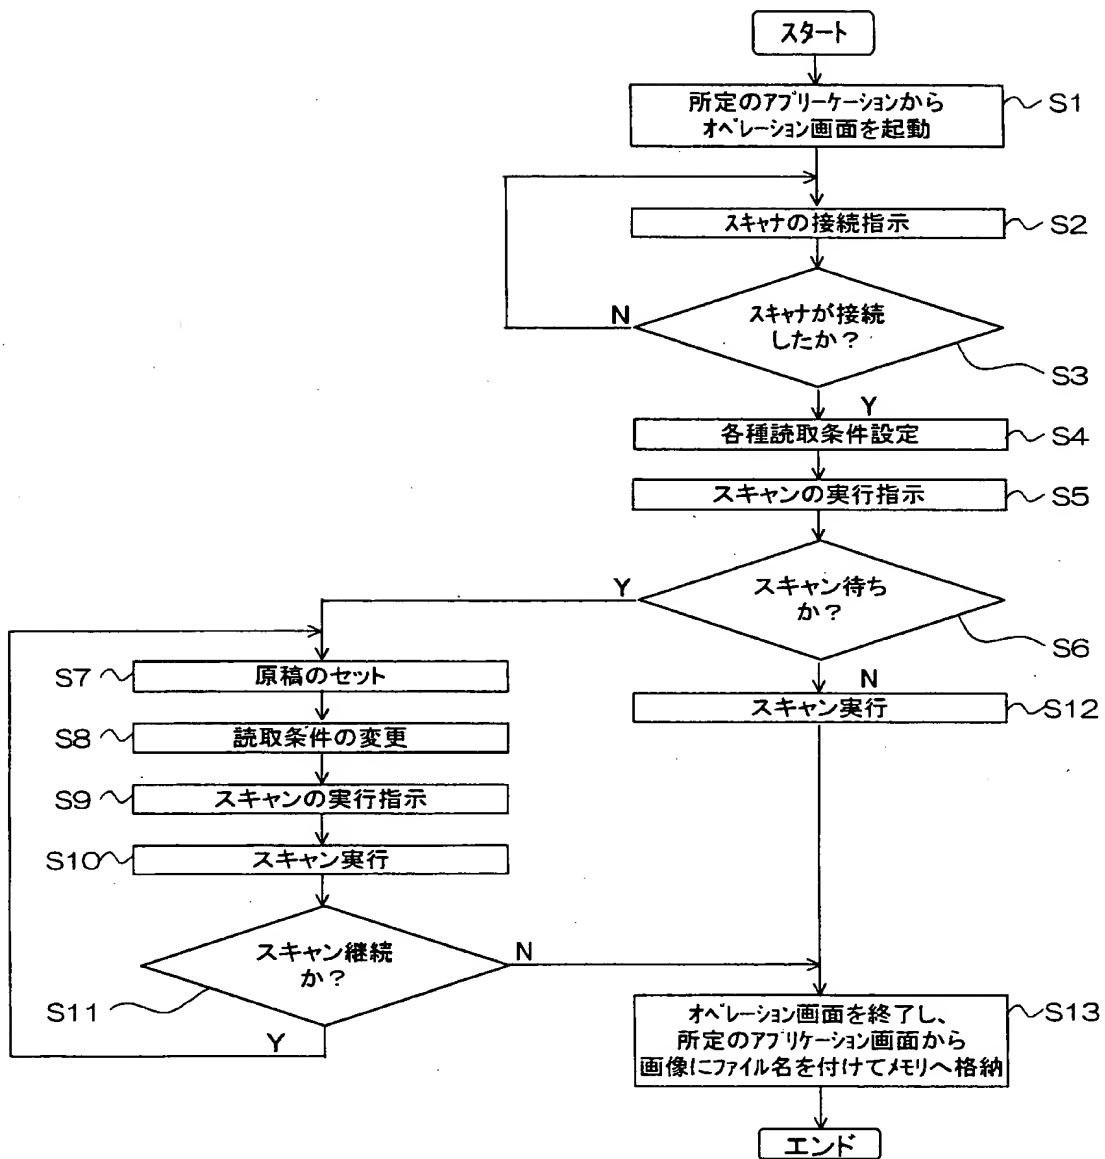 スタート
所定のアプリーケーションから
オペレーション画面を起動
S1
スキャナの接続指示
S2
スキャナが接続
したか？
N
S3
Y
各種読取条件設定
S4
スキャンの実行指示
S5
スキャン待ち
か？
Y
S6
N
S7
原稿のセット
スキャン実行
S12
S8
読取条件の変更
S9
スキャンの実行指示
S10
スキャン実行
スキャン継続
か？
N
S11
Y
オペレーション画面を終了し、
所定のアプリケーション画面から
画像にファイル名を付けてメモリへ格納
S13
エンド